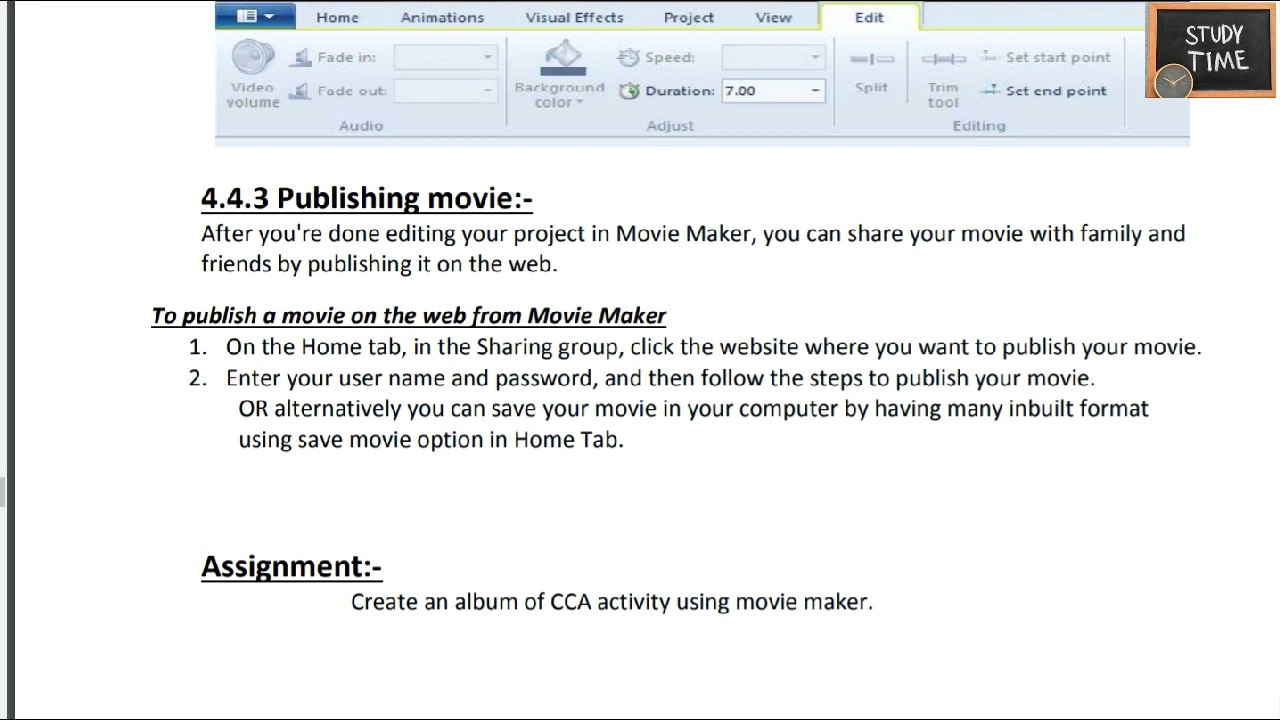 Home Animations Visual Effects Project View Edit
STUDY
TIME
Fade in: Speed: Set start point
Video Fade out: Background Duration: 7.00 Split Trim Set end point
volume color tool
Audio Adjust Editing
4.4.3 Publishing movie:-
After you're done editing your project in Movie Maker, you can share your movie with family and
friends by publishing it on the web.
To publish a movie on the web from Movie Maker
1. On the Home tab, in the Sharing group, click the website where you want to publish your movie.
2. Enter your user name and password, and then follow the steps to publish your movie.
OR alternatively you can save your movie in your computer by having many inbuilt format
using save movie option in Home Tab.
Assignment:-
Create an album of CCA activity using movie maker.